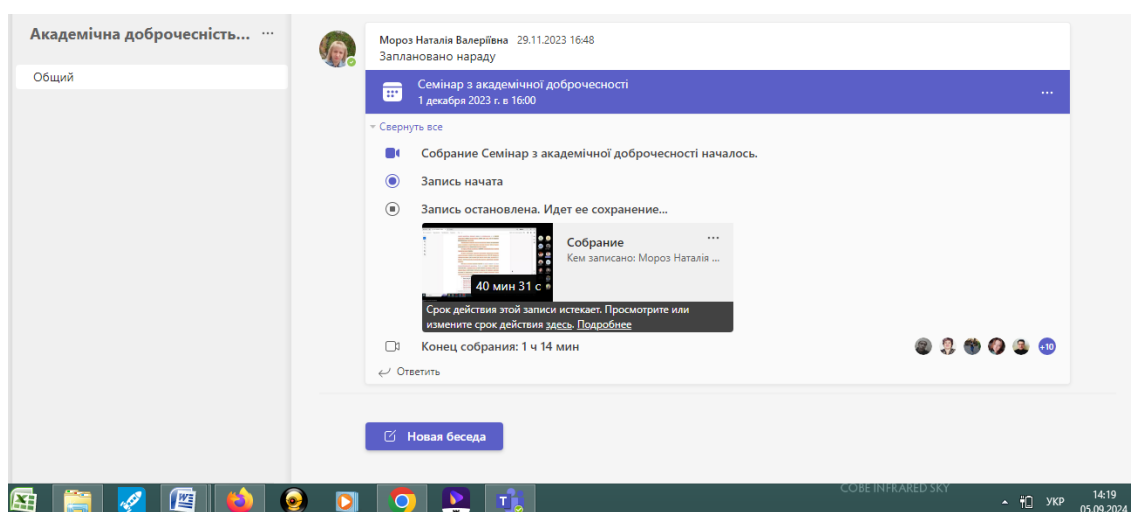 Академічна доброчесність... ...
Общий
Мороз Наталія Валеріївна 29.11.2023 16:48
Заплановано нараду
Семінар з академічної доброчесності
1 декабря 2023 г. в 16:00
Свернуть все
Собрание Семінар з академічної доброчесності началось.
Запись начата
Запись остановлена. Идет ее сохранение...
Собрание
Кем записано: Мороз Наталія ...
40 мин 31 с
Срок действия этой записи истекает. Просмотрите или
измените срок действия здесь. Подробнее
Конец собрания: 1 ч 14 мин
+10
Ответить
Новая беседа
COBE INFRARED SKY
УКР
14:19
05.09.2024